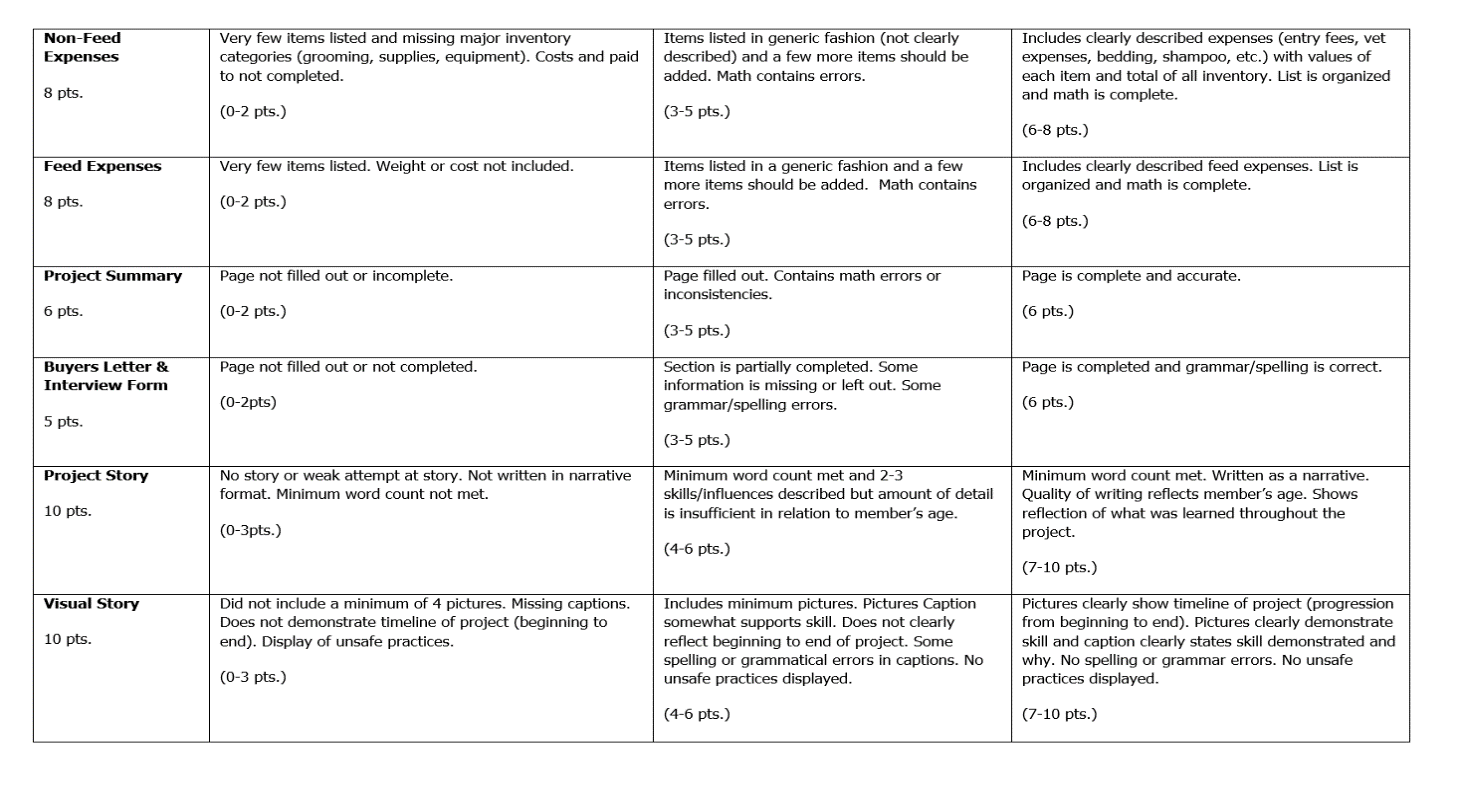 Non-Feed
Expenses
8 pts.
Very few items listed and missing major inventory
categories (grooming, supplies, equipment). Costs and paid
to not completed.
(0-2 pts.)
Items listed in generic fashion (not clearly
described) and a few more items should be
added. Math contains errors.
(3-5 pts.)
Includes clearly described expenses (entry fees, vet
expenses, bedding, shampoo, etc.) with values of
each item and total of all inventory. List is organized
and math is complete.
(6-8 pts.)
Feed Expenses
8 pts.
Very few items listed. Weight or cost not included.
(0-2 pts.)
Items listed in a generic fashion and a few
more items should be added.  Math contains
errors.
(3-5 pts.)
Includes clearly described feed expenses. List is
organized and math is complete.
(6-8 pts.)
Project Summary
6 pts.
Page not filled out or incomplete.
(0-2 pts.)
Page filled out. Contains math errors or
inconsistencies.
(3-5 pts.)
Page is complete and accurate.
(6 pts.)
Buyers Letter &
Interview Form
5 pts.
Page not filled out or not completed.
(0-2pts)
Section is partially completed. Some
information is missing or left out. Some
grammar/spelling errors.
(3-5 pts.)
Page is completed and grammar/spelling is correct.
(6 pts.)
Project Story
10 pts.
No story or weak attempt at story. Not written in narrative
format. Minimum word count not met.
(0-3pts.)
Minimum word count met and 2-3
skills/influences described but amount of detail
is insufficient in relation to member’s age.
(4-6 pts.)
Minimum word count met. Written as a narrative.
Quality of writing reflects member’s age. Shows
reflection of what was learned throughout the
project.
(7-10 pts.)
Visual Story
10 pts.
Did not include a minimum of 4 pictures. Missing captions.
Does not demonstrate timeline of project (beginning to
end). Display of unsafe practices.
(0-3 pts.)
Includes minimum pictures. Pictures Caption
somewhat supports skill. Does not clearly
reflect beginning to end of project. Some
spelling or grammatical errors in captions. No
unsafe practices displayed.
(4-6 pts.)
Pictures clearly show timeline of project (progression
from beginning to end). Pictures clearly demonstrate
skill and caption clearly states skill demonstrated and
why. No spelling or grammar errors. No unsafe
practices displayed.
(7-10 pts.)